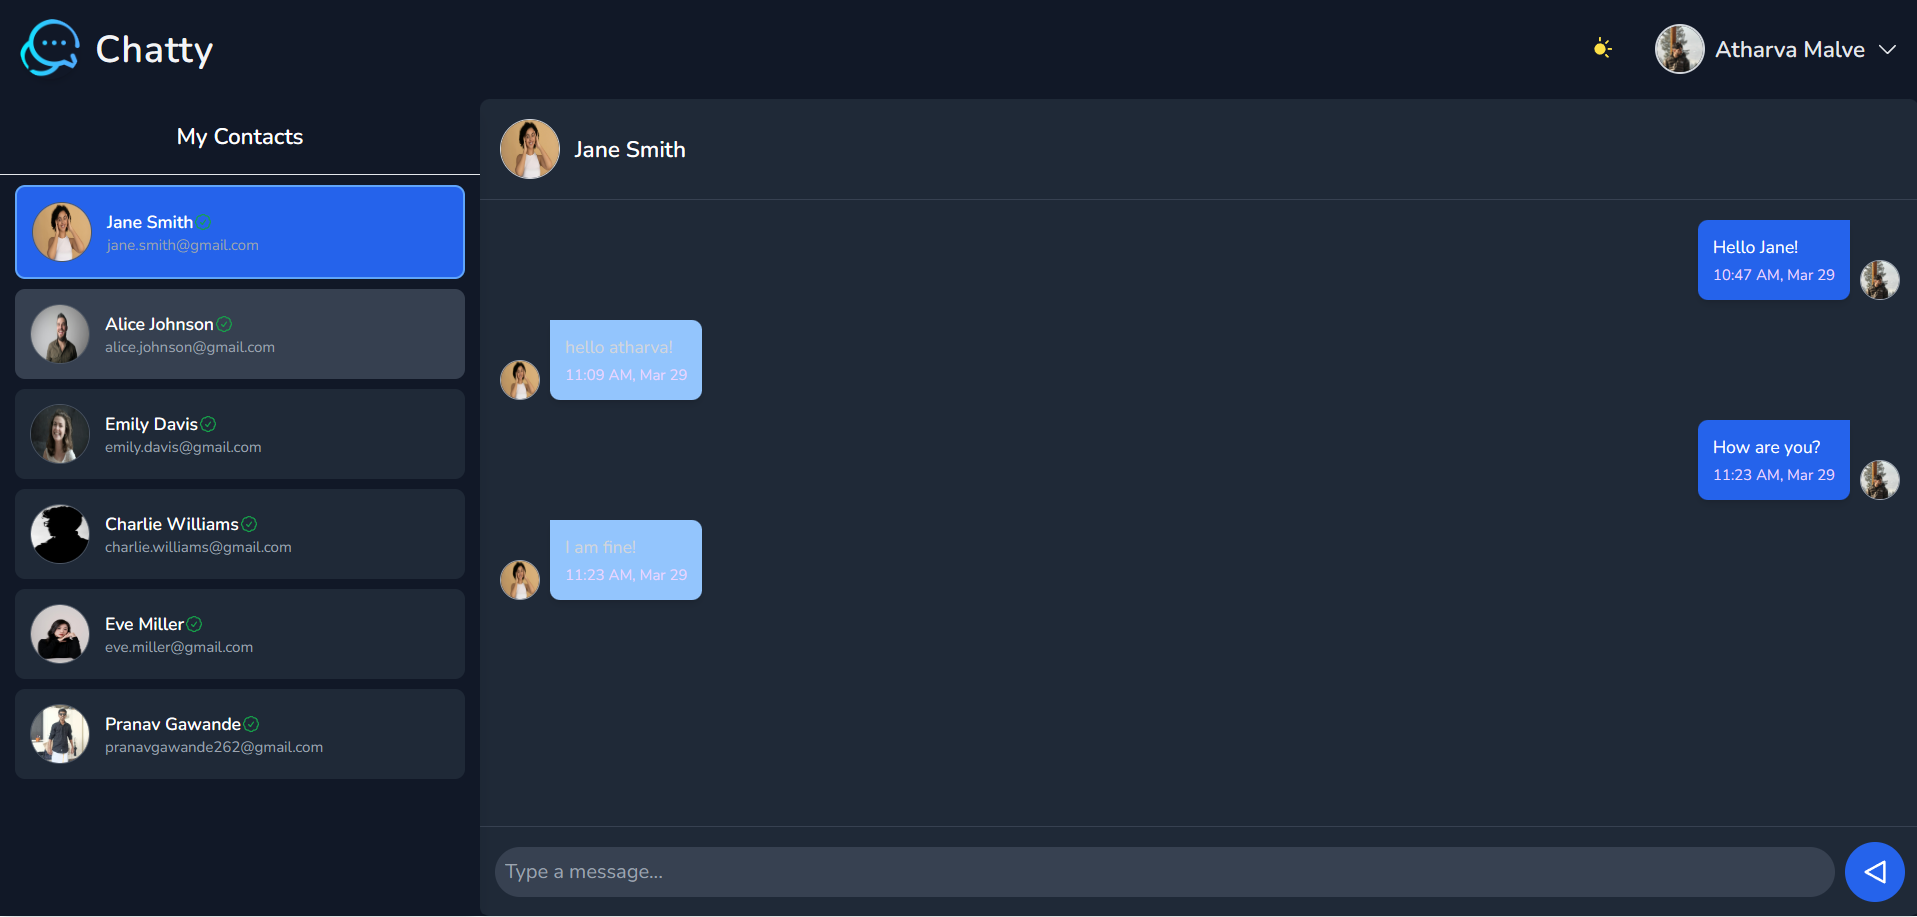 Chatty
Atharva Malve
My Contacts
Jane Smith
jane.smith@gmail.com
Alice Johnson
alice.johnson@gmail.com
Emily Davis
emily.davis@gmail.com
Charlie Williams
charlie.williams@gmail.com
Eve Miller
eve.miller@gmail.com
Pranav Gawande
pranavgawande262@gmail.com
Jane Smith
Hello Jane!
10:47 AM, Mar 29
hello atharva!
11:09 AM, Mar 29
How are you?
11:23 AM, Mar 29
I am fine!
11:23 AM, Mar 29
Type a message...